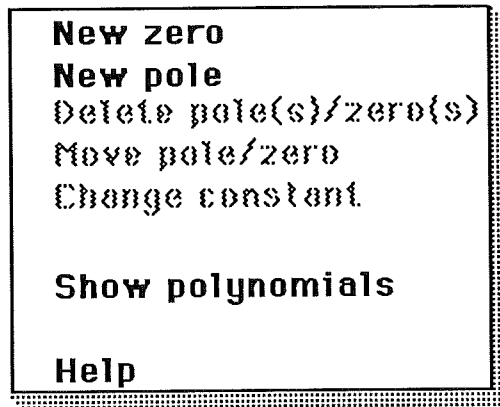 New zero
New pole
Delete pole(s)/zero(s)
Move pole/zero
Change constant
Show polynomials
Help